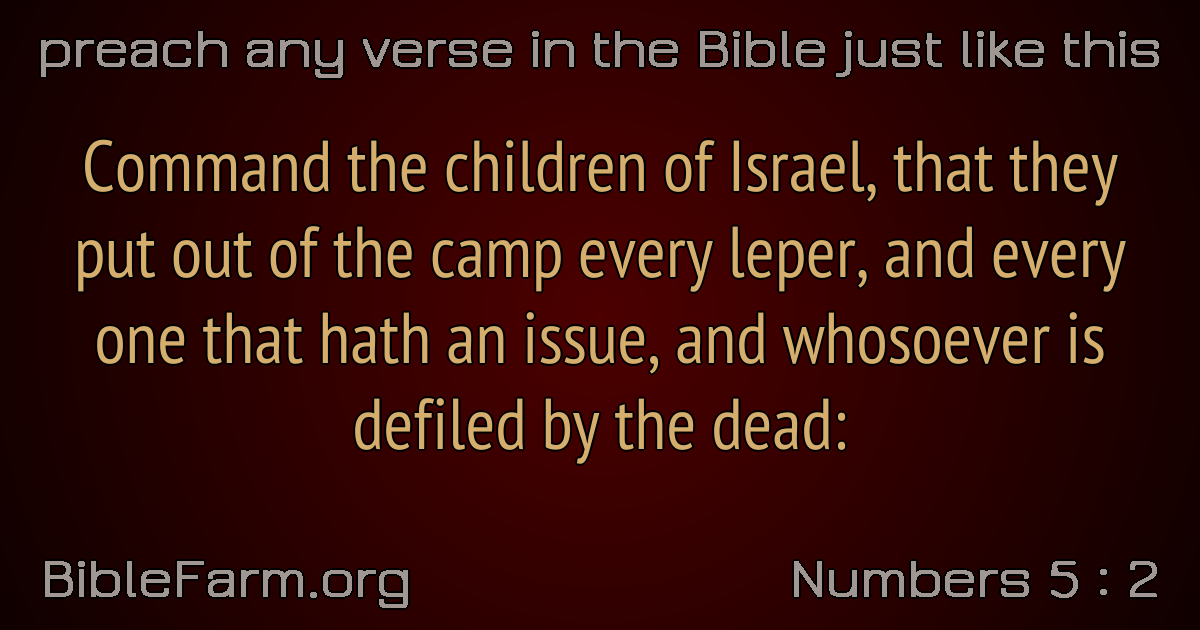 preach any verse in the Bible just like this
Command the children of Israel, that they
put out of the camp every leper, and every
one that hath an issue, and whosoever is
defiled by the dead:
BibleFarm.org
Numbers 5 : 2